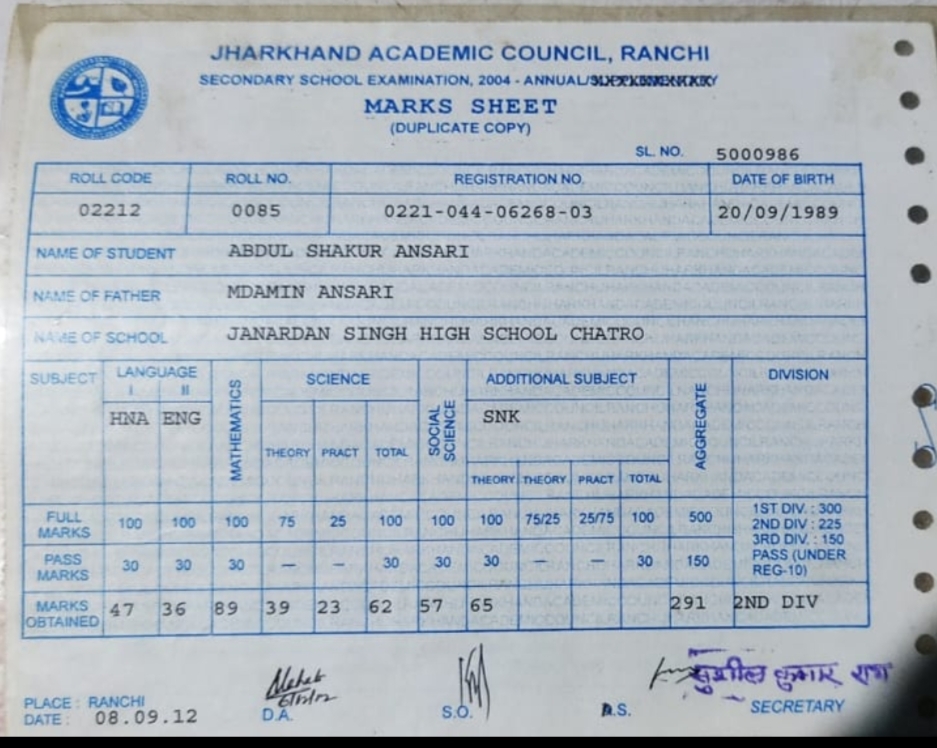 JHARKHAND ACADEMIC COUNCIL, RANCHI
SECONDARY SCHOOL EXAMINATION, 2004 - ANNUAL/
MARKS SHEET
(DUPLICATE COPY)
SL. NO. 5000986
ROLL CODE ROLL NO. REGISTRATION NO. DATE OF BIRTH
02212 0085 0221-044-06268-03 20/09/1989
NAME OF STUDENT ABDUL SHAKUR ANSARI
NAME OF FATHER MDAMIN ANSARI
NAME OF SCHOOL JANARDAN SINGH HIGH SCHOOL CHATRO
SUBJECT LANGUAGE I II MATHEMATICS SCIENCE SOCIAL SCIENCE ADDITIONAL SUBJECT AGGREGATE DIVISION
HNA ENG SNK
THEORY PRACT TOTAL THEORY THEORY PRACT TOTAL
FULL MARKS 100 100 100 75 25 100 100 100 75/25 25/75 100 500
1ST DIV. : 300
2ND DIV : 225
3RD DIV. : 150
PASS (UNDER
REG-10)
PASS MARKS 30 30 30 — — 30 30 30 — — 30 150
MARKS OBTAINED 47 36 89 39 23 62 57 65 291 2ND DIV
PLACE : RANCHI
DATE : 08.09.12
D.A. S.O. A.S. SECRETARY
सुशील कुमार राय